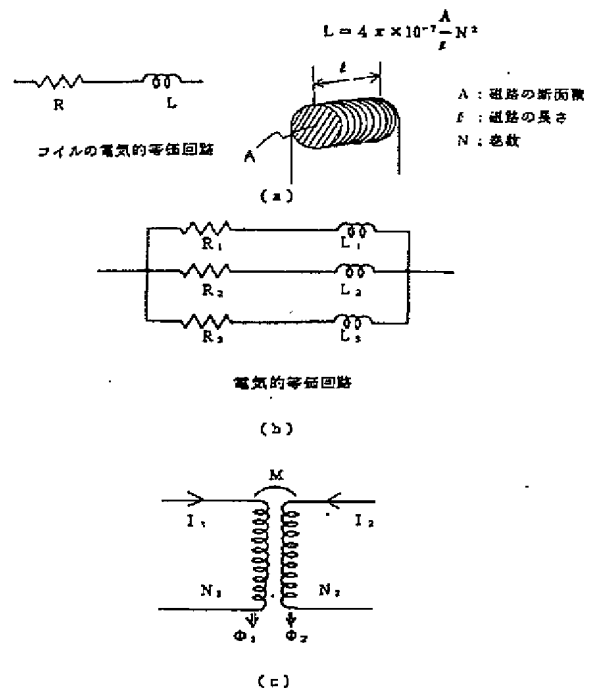 L = 4 π × 10⁻⁷ A/ℓ N²
R L
コイルの電気的等価回路
ℓ
A
A : 磁路の断面積
ℓ : 磁路の長さ
N : 巻数
(a)
R₁ L₁
R₂ L₂
R₃ L₃
電気的等価回路
(b)
M
I₁ I₂
N₁ N₂
Φ₁ Φ₂
(c)